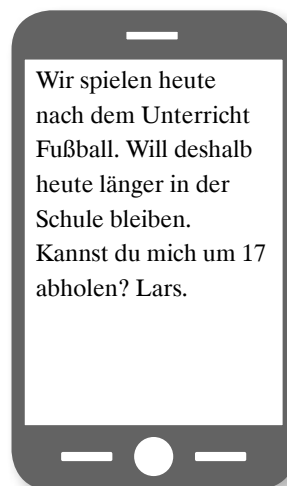 Wir spielen heute
nach dem Unterricht
Fußball. Will deshalb
heute länger in der
Schule bleiben.
Kannst du mich um 17
abholen? Lars.